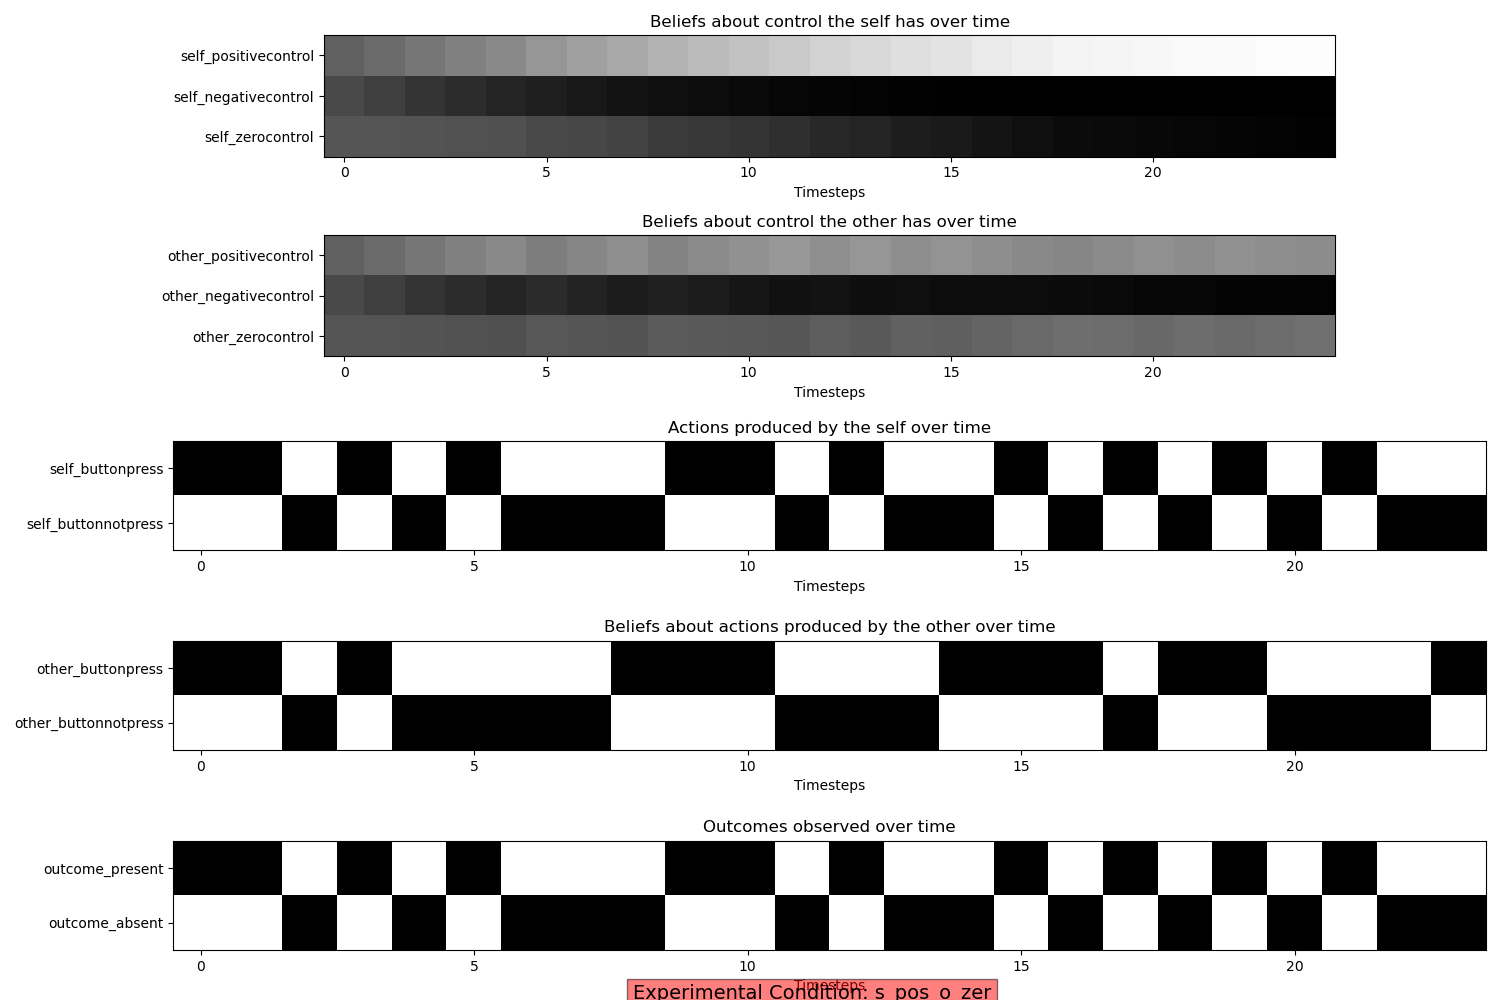 Beliefs about control the self has over time
self_positivecontrol
self_negativecontrol
self_zerocontrol
0 5 10 15 20
Timesteps
Beliefs about control the other has over time
other_positivecontrol
other_negativecontrol
other_zerocontrol
0 5 10 15 20
Timesteps
Actions produced by the self over time
self_buttonpress
self_buttonnotpress
0 5 10 15 20
Timesteps
Beliefs about actions produced by the other over time
other_buttonpress
other_buttonnotpress
0 5 10 15 20
Timesteps
Outcomes observed over time
outcome_present
outcome_absent
0 5 10 15 20
Timesteps
Experimental Condition: s_pos_o_zer